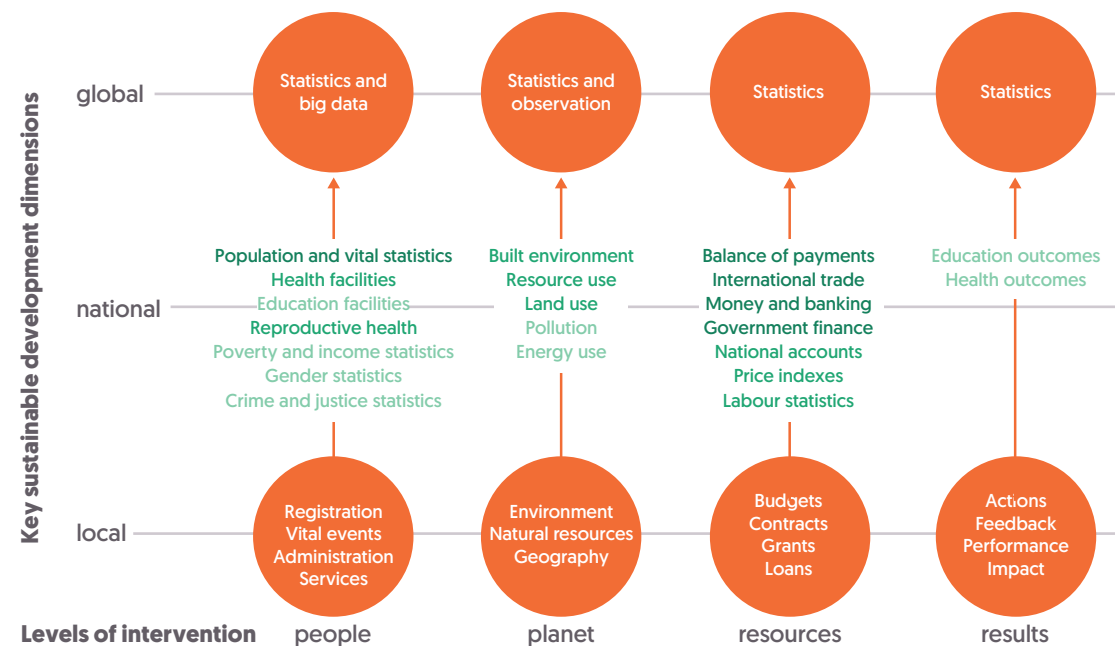 Key sustainable development dimensions
global
Statistics and
big data
Statistics and
observation
Statistics
Statistics
national
Population and vital statistics
Health facilities
Education facilities
Reproductive health
Poverty and income statistics
Gender statistics
Crime and justice statistics
Built environment
Resource use
Land use
Pollution
Energy use
Balance of payments
International trade
Money and banking
Government finance
National accounts
Price indexes
Labour statistics
Education outcomes
Health outcomes
local
Registration
Vital events
Administration
Services
Environment
Natural resources
Geography
Budgets
Contracts
Grants
Loans
Actions
Feedback
Performance
Impact
Levels of intervention
people
planet
resources
results